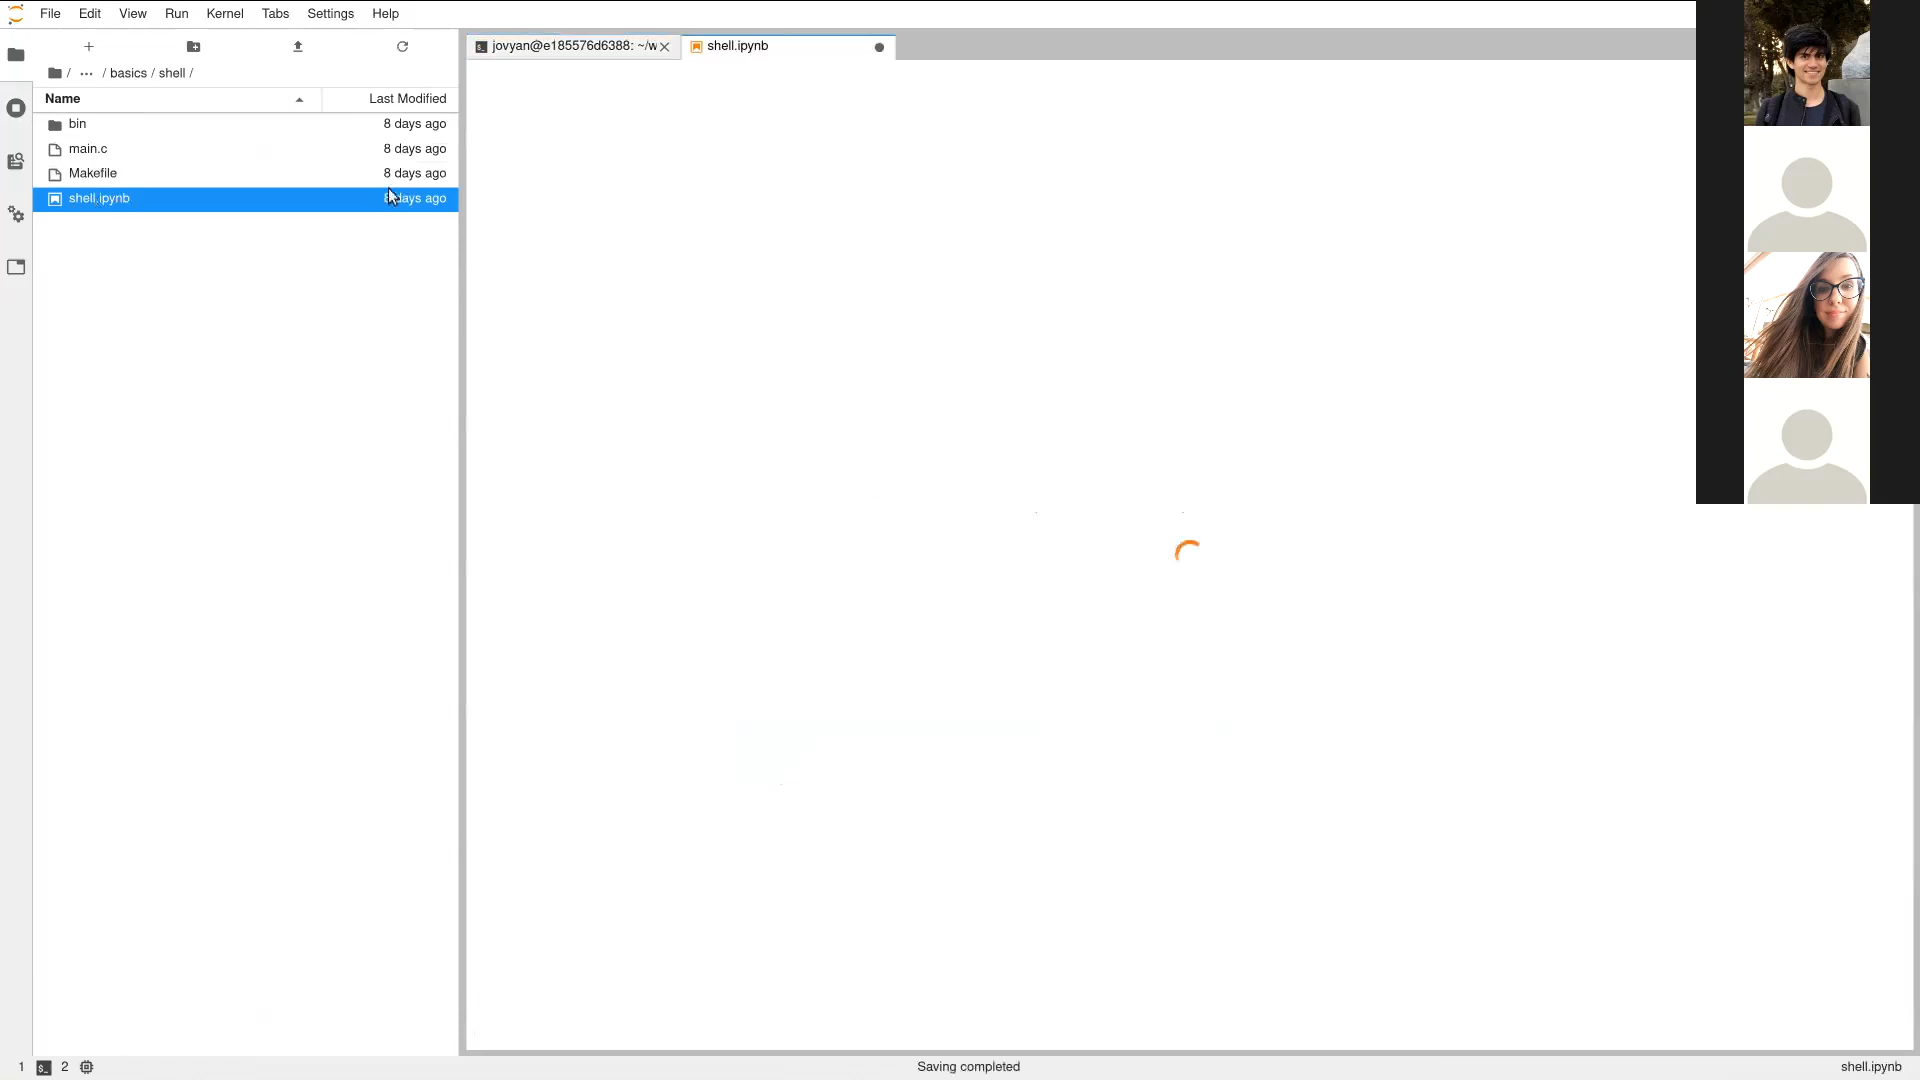 File Edit View Run Kernel Tabs Settings Help
jovyan@e185576d6388: ~/w
shell.ipynb
/ ... / basics / shell /
Name Last Modified
bin 8 days ago
main.c 8 days ago
Makefile 8 days ago
shell.ipynb 8 days ago
1 $_ 2 Saving completed shell.ipynb